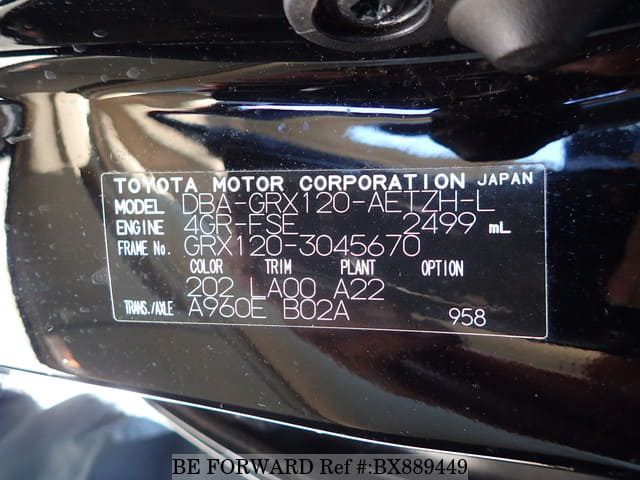 TOYOTA MOTOR CORPORATION JAPAN
MODEL DBA-GRX120-AETZH-L
ENGINE 4GR-FSE 2499 mL
FRAME No. GRX120-3045670
COLOR TRIM PLANT OPTION
202 LA00 A22
TRANS./AXLE A960E B02A 958
BE FORWARD Ref #:BX889449